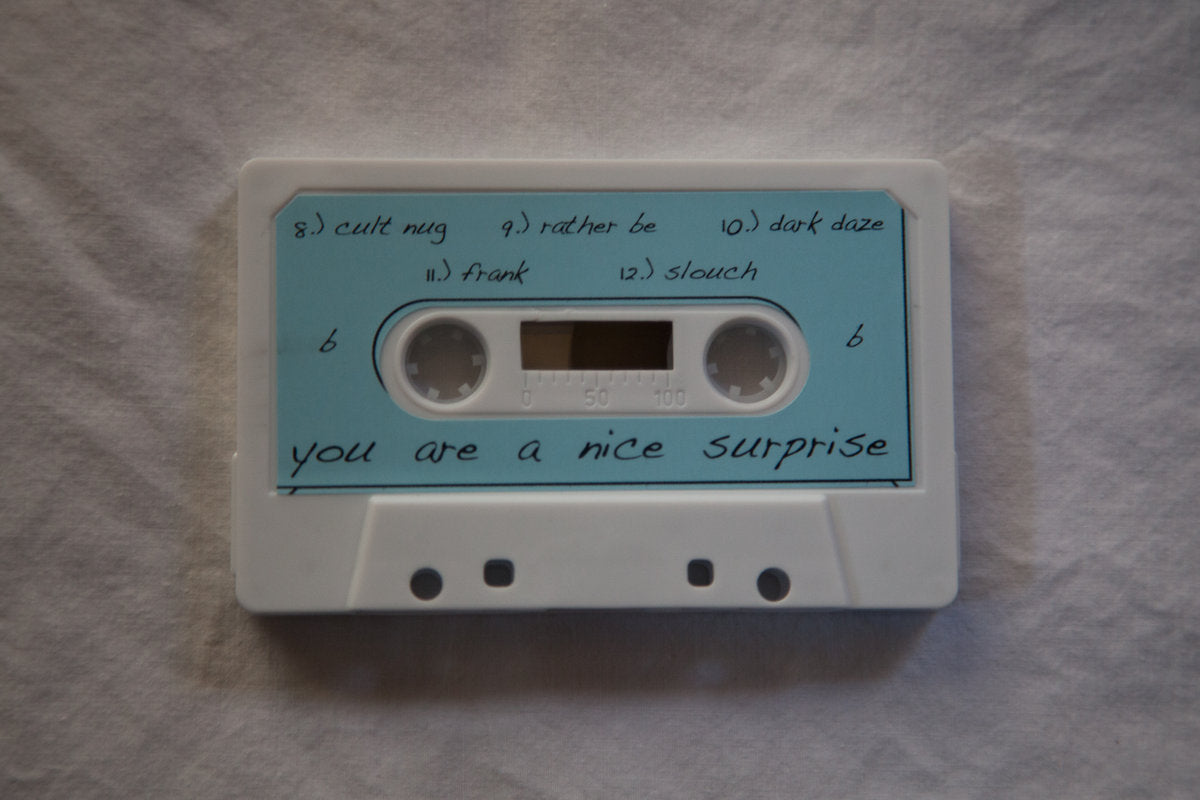 8.) cult nug 9.) rather be 10.) dark daze
11.) frank 12.) slouch
b b
0 50 100
you are a nice surprise